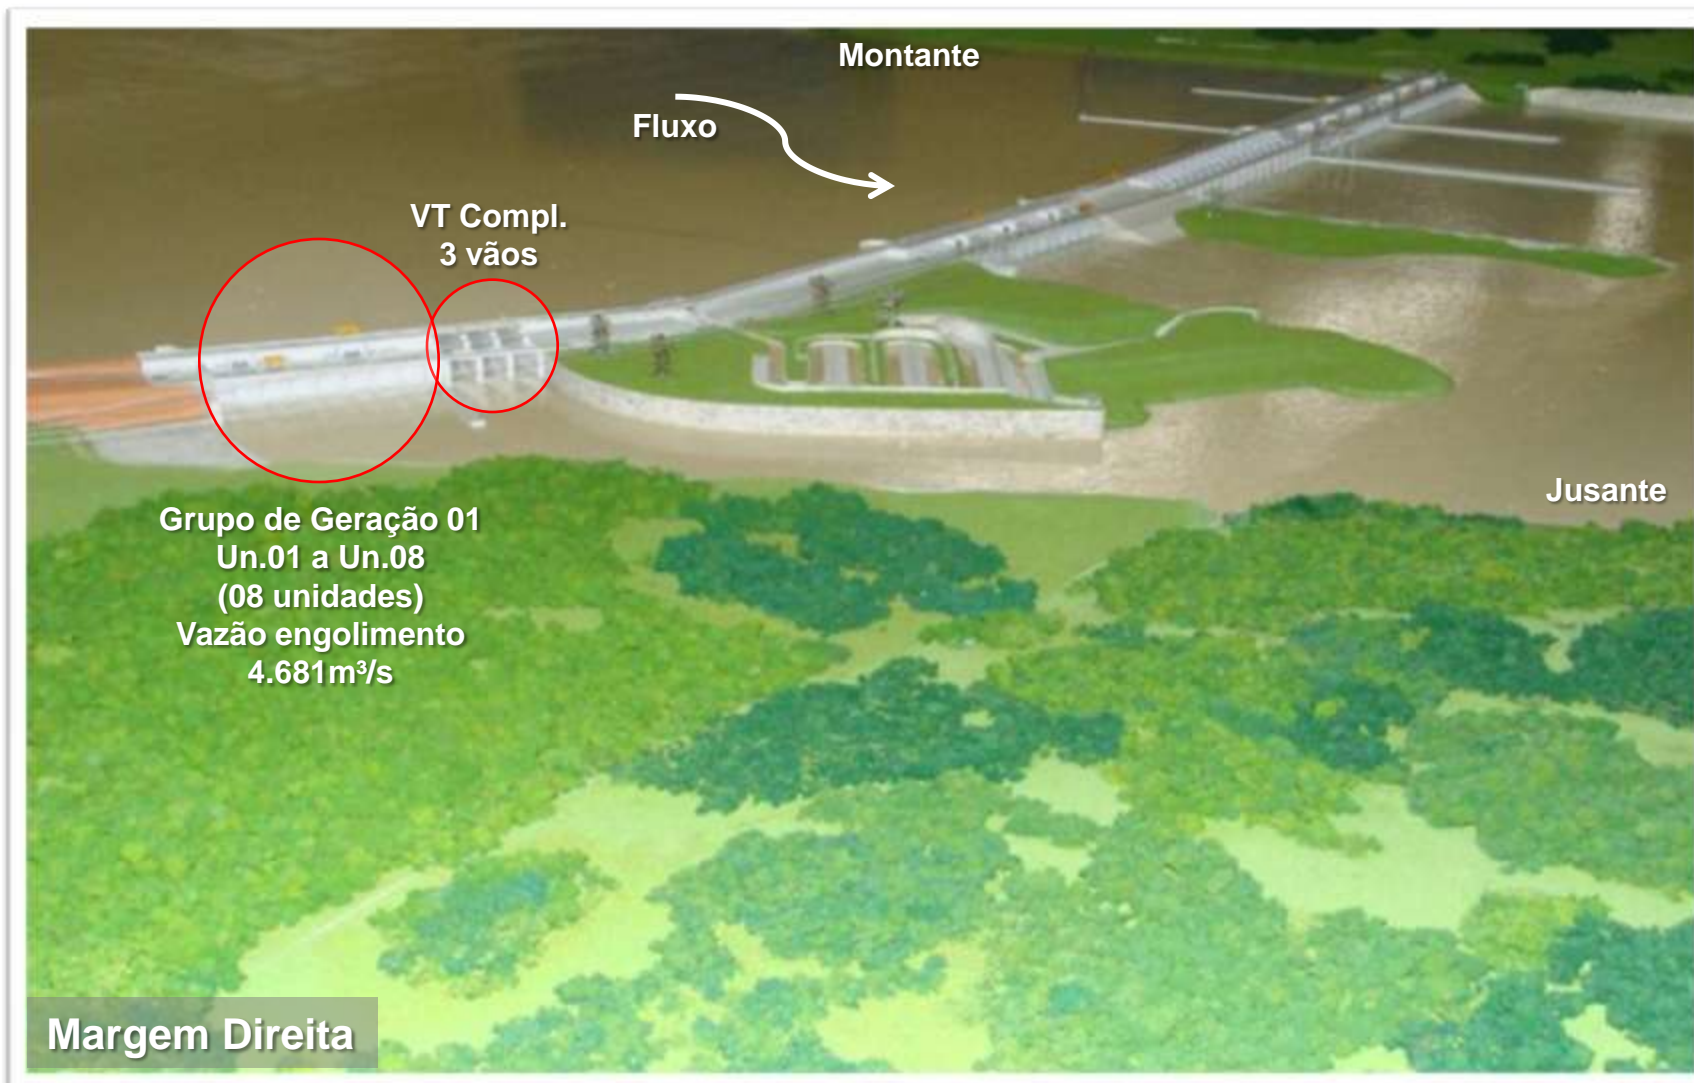 Montante
Fluxo
VT Compl.
3 vãos
Jusante
Grupo de Geração 01
Un.01 a Un.08
(08 unidades)
Vazão engolimento
4.681m³/s
Margem Direita